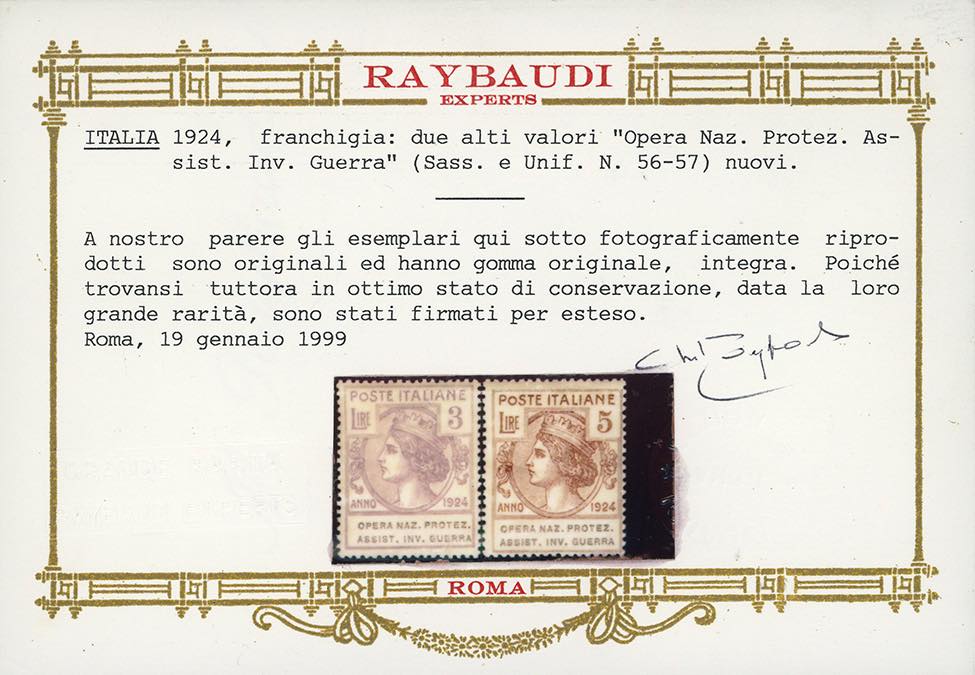 RAYBAUDI
EXPERTS
ITALIA 1924, franchigia: due alti valori "Opera Naz. Protez. As-
sist. Inv. Guerra" (Sass. e Unif. N. 56-57) nuovi.
A nostro parere gli esemplari qui sotto fotograficamente ripro-
dotti sono originali ed hanno gomma originale, integra. Poiché
trovansi tuttora in ottimo stato di conservazione, data la loro
grande rarità, sono stati firmati per esteso.
Roma, 19 gennaio 1999
POSTE ITALIANE
LIRE 3
ANNO 1924
OPERA NAZ. PROTEZ.
ASSIST. INV. GUERRA
POSTE ITALIANE
LIRE 5
ANNO 1924
OPERA NAZ. PROTEZ.
ASSIST. INV. GUERRA
ROMA